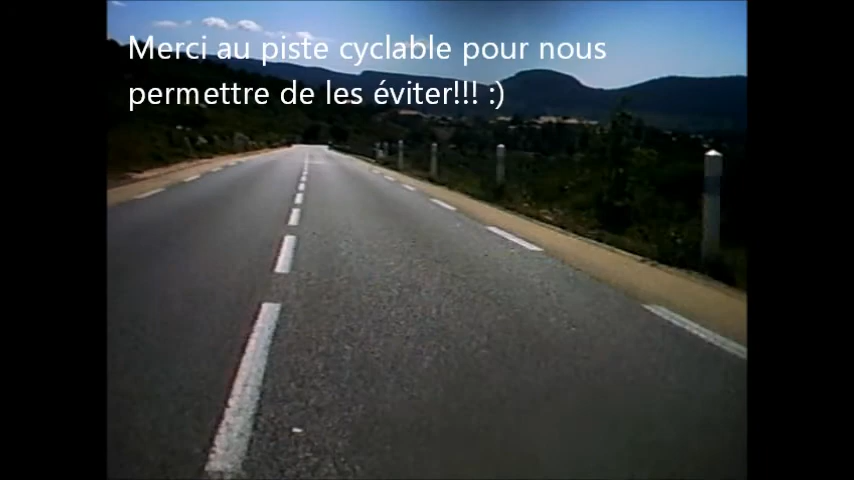 Merci au piste cyclable pour nous
permettre de les éviter!!! :)